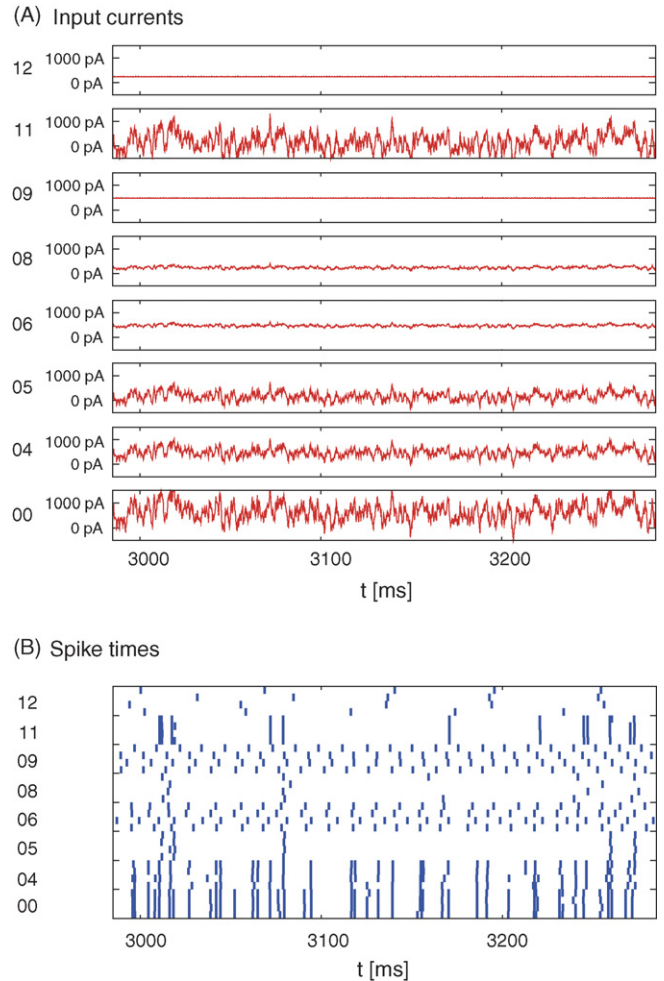 (A) Input currents
12 1000 pA
0 pA
11 1000 pA
0 pA
09 1000 pA
0 pA
08 1000 pA
0 pA
06 1000 pA
0 pA
05 1000 pA
0 pA
04 1000 pA
0 pA
00 1000 pA
0 pA
3000 3100 3200
t [ms]
(B) Spike times
12
11
09
08
06
05
04
00
3000 3100 3200
t [ms]